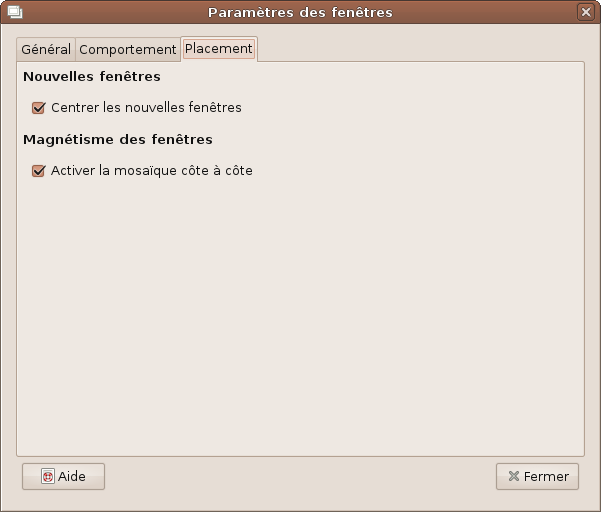 Paramètres des fenêtres
Général Comportement Placement
Nouvelles fenêtres
Centrer les nouvelles fenêtres
Magnétisme des fenêtres
Activer la mosaïque côte à côte
Aide Fermer